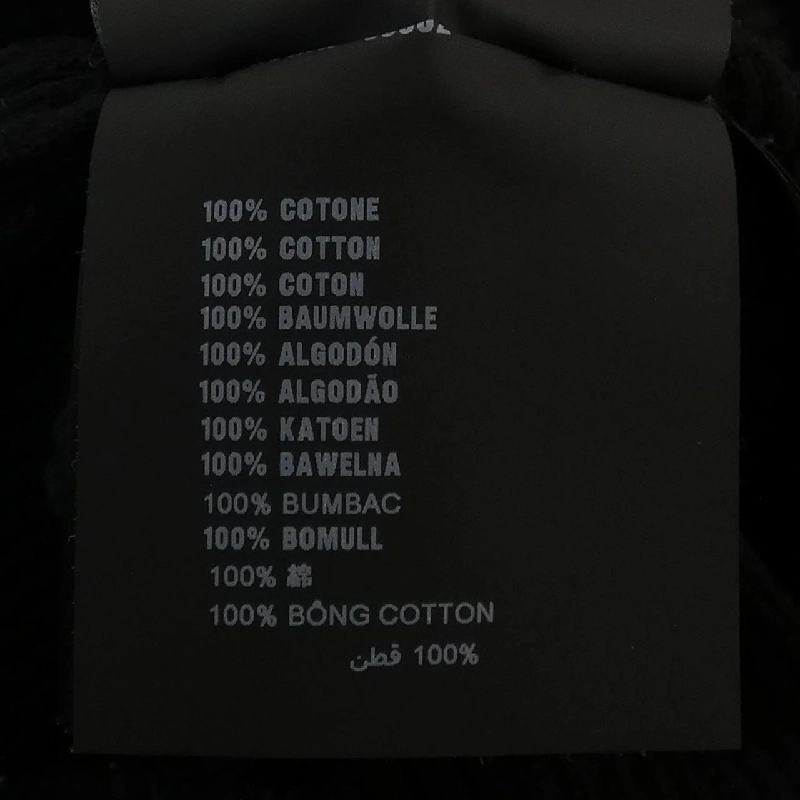 100% COTONE
100% COTTON
100% COTON
100% BAUMWOLLE
100% ALGODÓN
100% ALGODÃO
100% KATOEN
100% BAWELNA
100% BUMBAC
100% BOMULL
100% 綿
100% BÔNG COTTON
100% قطن